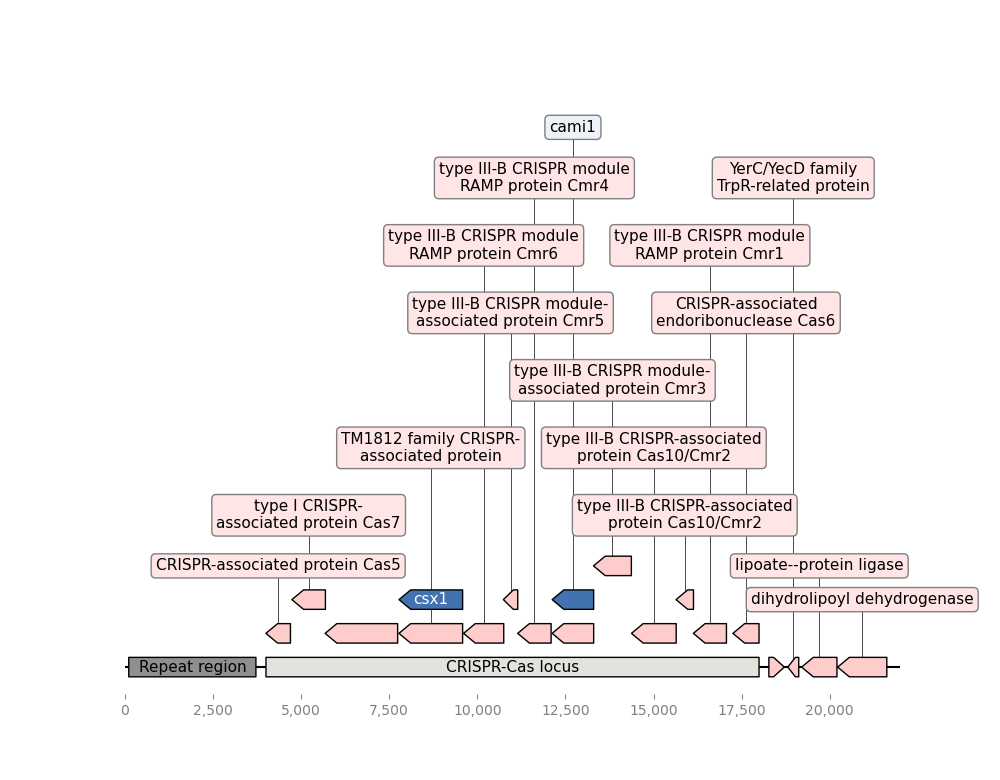 cami1
type III-B CRISPR module
RAMP protein Cmr4
YerC/YecD family
TrpR-related protein
type III-B CRISPR module
RAMP protein Cmr6
type III-B CRISPR module
RAMP protein Cmr1
type III-B CRISPR module-
associated protein Cmr5
CRISPR-associated
endoribonuclease Cas6
type III-B CRISPR module-
associated protein Cmr3
TM1812 family CRISPR-
associated protein
type III-B CRISPR-associated
protein Cas10/Cmr2
type I CRISPR-
associated protein Cas7
type III-B CRISPR-associated
protein Cas10/Cmr2
CRISPR-associated protein Cas5
lipoate--protein ligase
csx1
dihydrolipoyl dehydrogenase
Repeat region
CRISPR-Cas locus
0
2,500
5,000
7,500
10,000
12,500
15,000
17,500
20,000